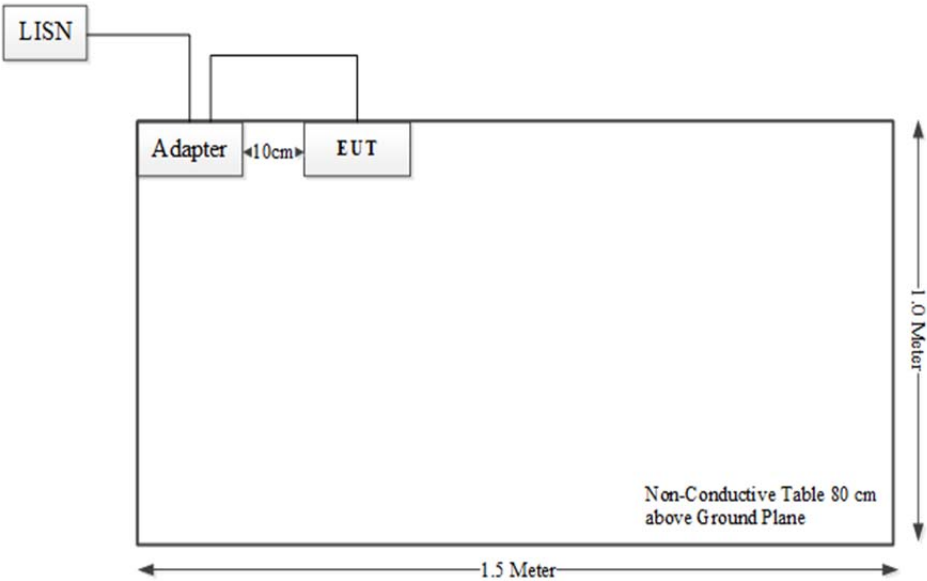 LISN
Adapter
10cm
EUT
1.0 Meter
Non-Conductive Table 80 cm
above Ground Plane
1.5 Meter